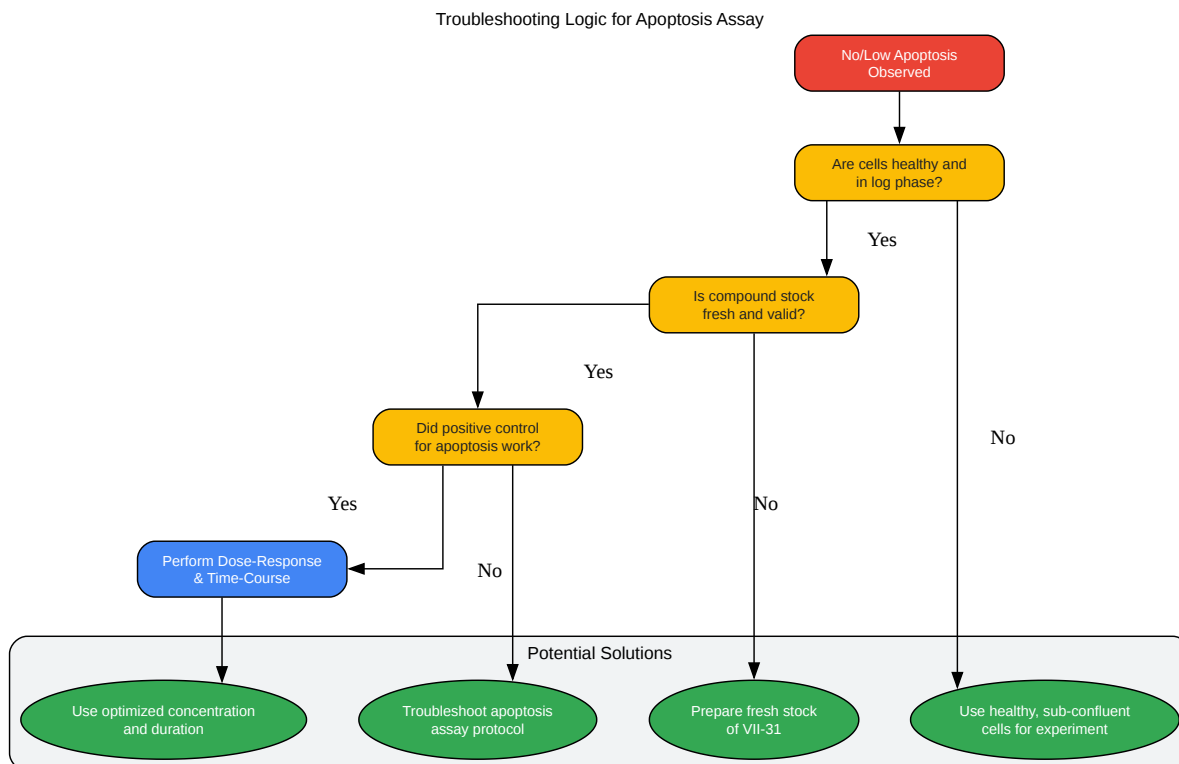 Troubleshooting Logic for Apoptosis Assay
No/Low Apoptosis
Observed
Are cells healthy and
in log phase?
Yes
Is compound stock
fresh and valid?
Yes
Did positive control
for apoptosis work?
No
Yes
No
Perform Dose-Response
& Time-Course
No
Potential Solutions
Use optimized concentration
and duration
Troubleshoot apoptosis
assay protocol
Prepare fresh stock
of VII-31
Use healthy, sub-confluent
cells for experiment